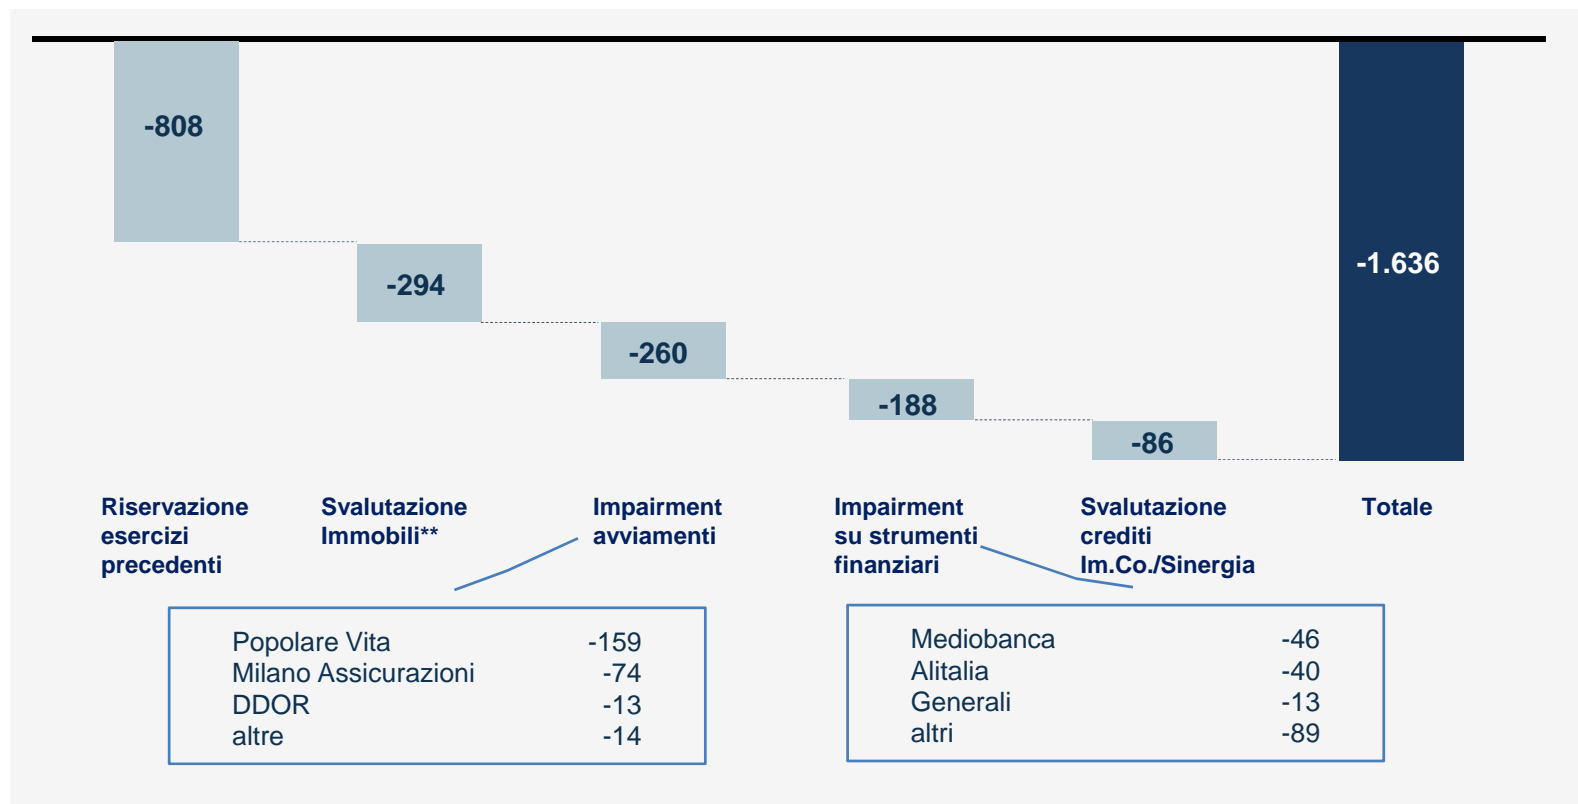 -808
-294
-260
-188
-86
-1.636
Riservazione
esercizi
precedenti
Svalutazione
Immobili**
Impairment
avviamenti
Impairment
su strumenti
finanziari
Svalutazione
crediti
Im.Co./Sinergia
Totale
Popolare Vita -159
Milano Assicurazioni -74
DDOR -13
altre -14
Mediobanca -46
Alitalia -40
Generali -13
altri -89